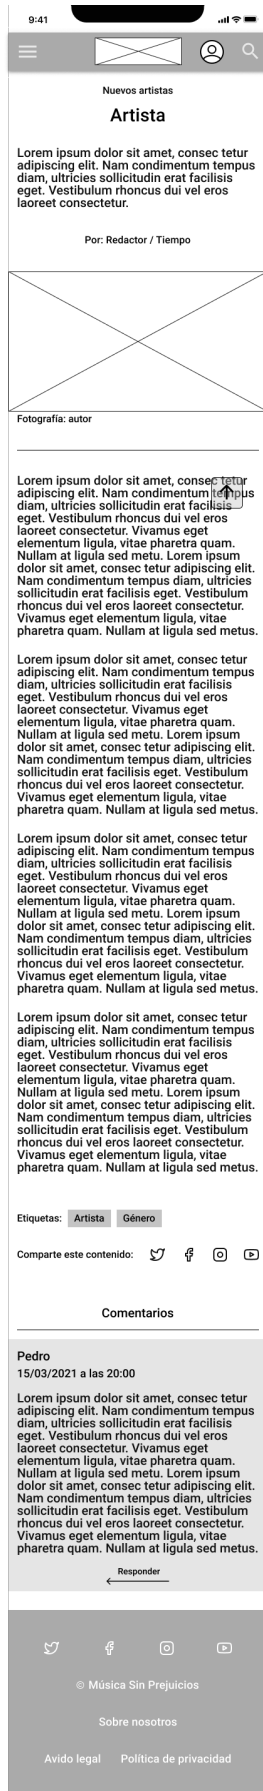 9:41
Nuevos artistas
Artista
Lorem ipsum dolor sit amet, consec tetur
adipiscing elit. Nam condimentum tempus
diam, ultricies sollicitudin erat facilisis
eget. Vestibulum rhoncus dui vel eros
laoreet consectetur.
Por: Redactor / Tiempo
Fotografía: autor
Lorem ipsum dolor sit amet, consec tetur
adipiscing elit. Nam condimentum tempus
diam, ultricies sollicitudin erat facilisis
eget. Vestibulum rhoncus dui vel eros
laoreet consectetur. Vivamus eget
elementum ligula, vitae pharetra quam.
Nullam at ligula sed metu. Lorem ipsum
dolor sit amet, consec tetur adipiscing elit.
Nam condimentum tempus diam, ultricies
sollicitudin erat facilisis eget. Vestibulum
rhoncus dui vel eros laoreet consectetur.
Vivamus eget elementum ligula, vitae
pharetra quam. Nullam at ligula sed metus.
Lorem ipsum dolor sit amet, consec tetur
adipiscing elit. Nam condimentum tempus
diam, ultricies sollicitudin erat facilisis
eget. Vestibulum rhoncus dui vel eros
laoreet consectetur. Vivamus eget
elementum ligula, vitae pharetra quam.
Nullam at ligula sed metu. Lorem ipsum
dolor sit amet, consec tetur adipiscing elit.
Nam condimentum tempus diam, ultricies
sollicitudin erat facilisis eget. Vestibulum
rhoncus dui vel eros laoreet consectetur.
Vivamus eget elementum ligula, vitae
pharetra quam. Nullam at ligula sed metus.
Lorem ipsum dolor sit amet, consec tetur
adipiscing elit. Nam condimentum tempus
diam, ultricies sollicitudin erat facilisis
eget. Vestibulum rhoncus dui vel eros
laoreet consectetur. Vivamus eget
elementum ligula, vitae pharetra quam.
Nullam at ligula sed metu. Lorem ipsum
dolor sit amet, consec tetur adipiscing elit.
Nam condimentum tempus diam, ultricies
sollicitudin erat facilisis eget. Vestibulum
rhoncus dui vel eros laoreet consectetur.
Vivamus eget elementum ligula, vitae
pharetra quam. Nullam at ligula sed metus.
Lorem ipsum dolor sit amet, consec tetur
adipiscing elit. Nam condimentum tempus
diam, ultricies sollicitudin erat facilisis
eget. Vestibulum rhoncus dui vel eros
laoreet consectetur. Vivamus eget
elementum ligula, vitae pharetra quam.
Nullam at ligula sed metu. Lorem ipsum
dolor sit amet, consec tetur adipiscing elit.
Nam condimentum tempus diam, ultricies
sollicitudin erat facilisis eget. Vestibulum
rhoncus dui vel eros laoreet consectetur.
Vivamus eget elementum ligula, vitae
pharetra quam. Nullam at ligula sed metus.
Etiquetas: Artista Género
Comparte este contenido:
Comentarios
Pedro
15/03/2021 a las 20:00
Lorem ipsum dolor sit amet, consec tetur
adipiscing elit. Nam condimentum tempus
diam, ultricies sollicitudin erat facilisis
eget. Vestibulum rhoncus dui vel eros
laoreet consectetur. Vivamus eget
elementum ligula, vitae pharetra quam.
Nullam at ligula sed metu. Lorem ipsum
dolor sit amet, consec tetur adipiscing elit.
Nam condimentum tempus diam, ultricies
sollicitudin erat facilisis eget. Vestibulum
rhoncus dui vel eros laoreet consectetur.
Vivamus eget elementum ligula, vitae
pharetra quam. Nullam at ligula sed metus.
Responder
© Música Sin Prejuicios
Sobre nosotros
Avido legal Política de privacidad